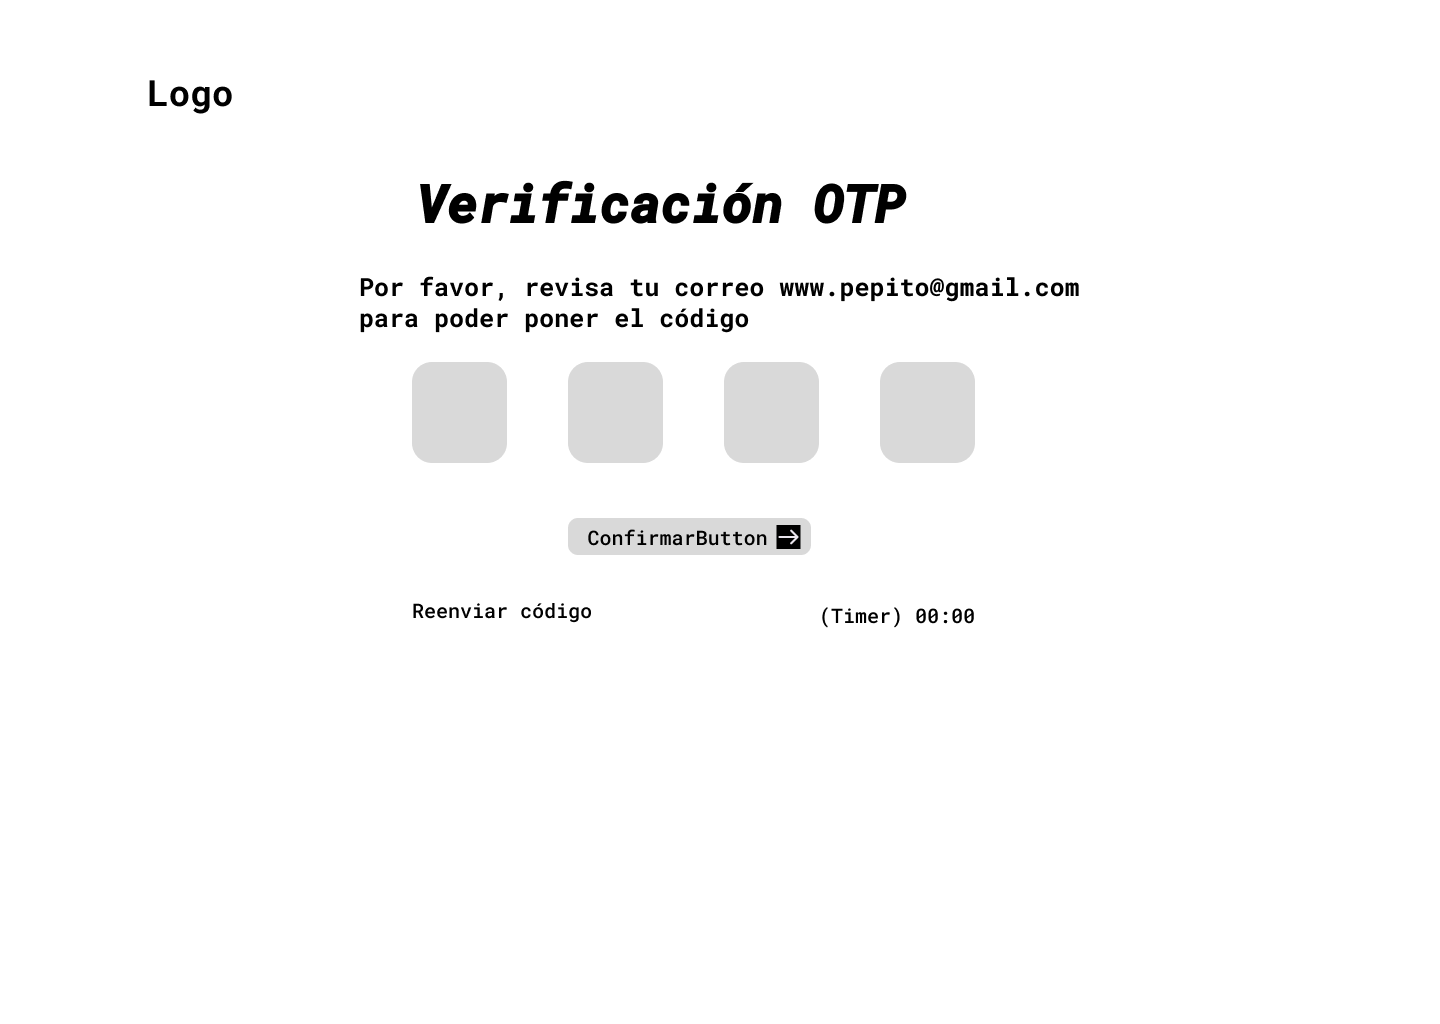 Logo
Verificación OTP
Por favor, revisa tu correo www.pepito@gmail.com
para poder poner el código
ConfirmarButton
Reenviar código
(Timer) 00:00